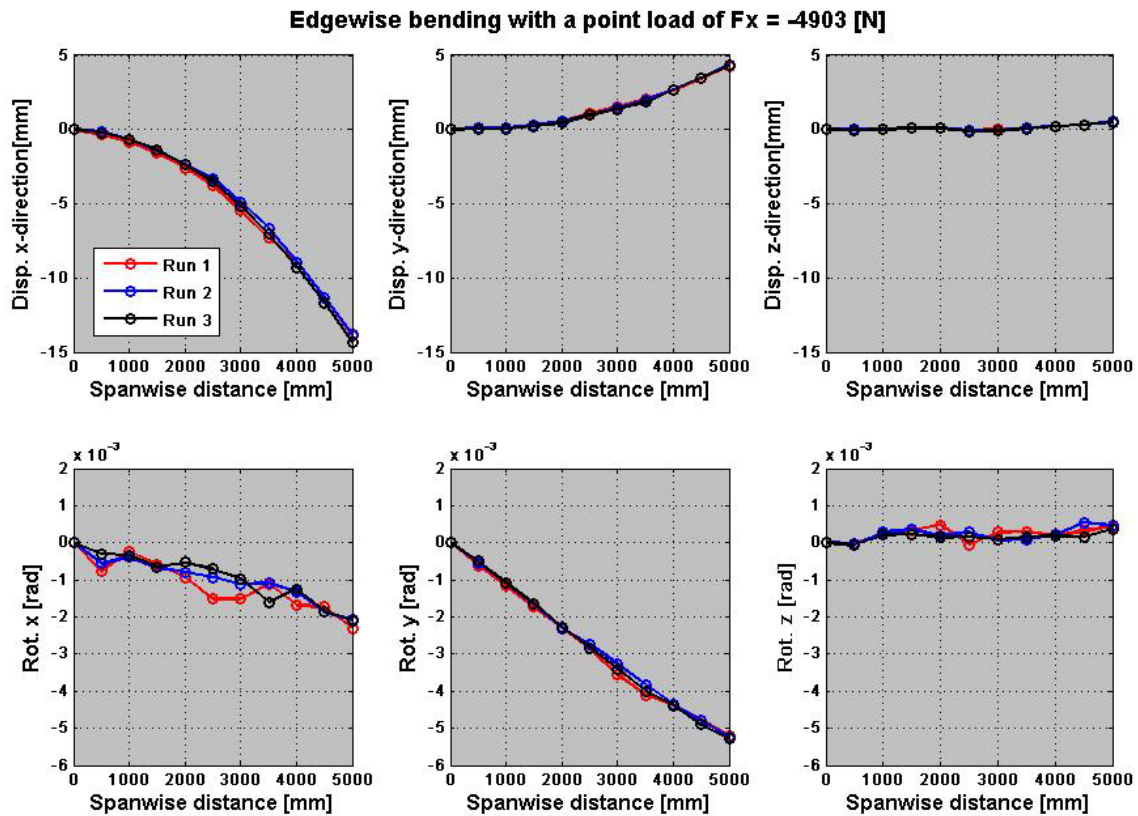 Edgewise bending with a point load of Fx = -4903 [N]
Disp. x-direction[mm]
5
0
-5
-10
-15
Run 1
Run 2
Run 3
0 1000 2000 3000 4000 5000
Spanwise distance [mm]
Disp. y-direction[mm]
5
0
-5
-10
-15
0 1000 2000 3000 4000 5000
Spanwise distance [mm]
Disp. z-direction[mm]
5
0
-5
-10
-15
0 1000 2000 3000 4000 5000
Spanwise distance [mm]
x 10⁻³
Rot. x [rad]
2
1
0
-1
-2
-3
-4
-5
-6
0 1000 2000 3000 4000 5000
Spanwise distance [mm]
x 10⁻³
Rot. y [rad]
2
1
0
-1
-2
-3
-4
-5
-6
0 1000 2000 3000 4000 5000
Spanwise distance [mm]
x 10⁻³
Rot. z [rad]
2
1
0
-1
-2
-3
-4
-5
-6
0 1000 2000 3000 4000 5000
Spanwise distance [mm]